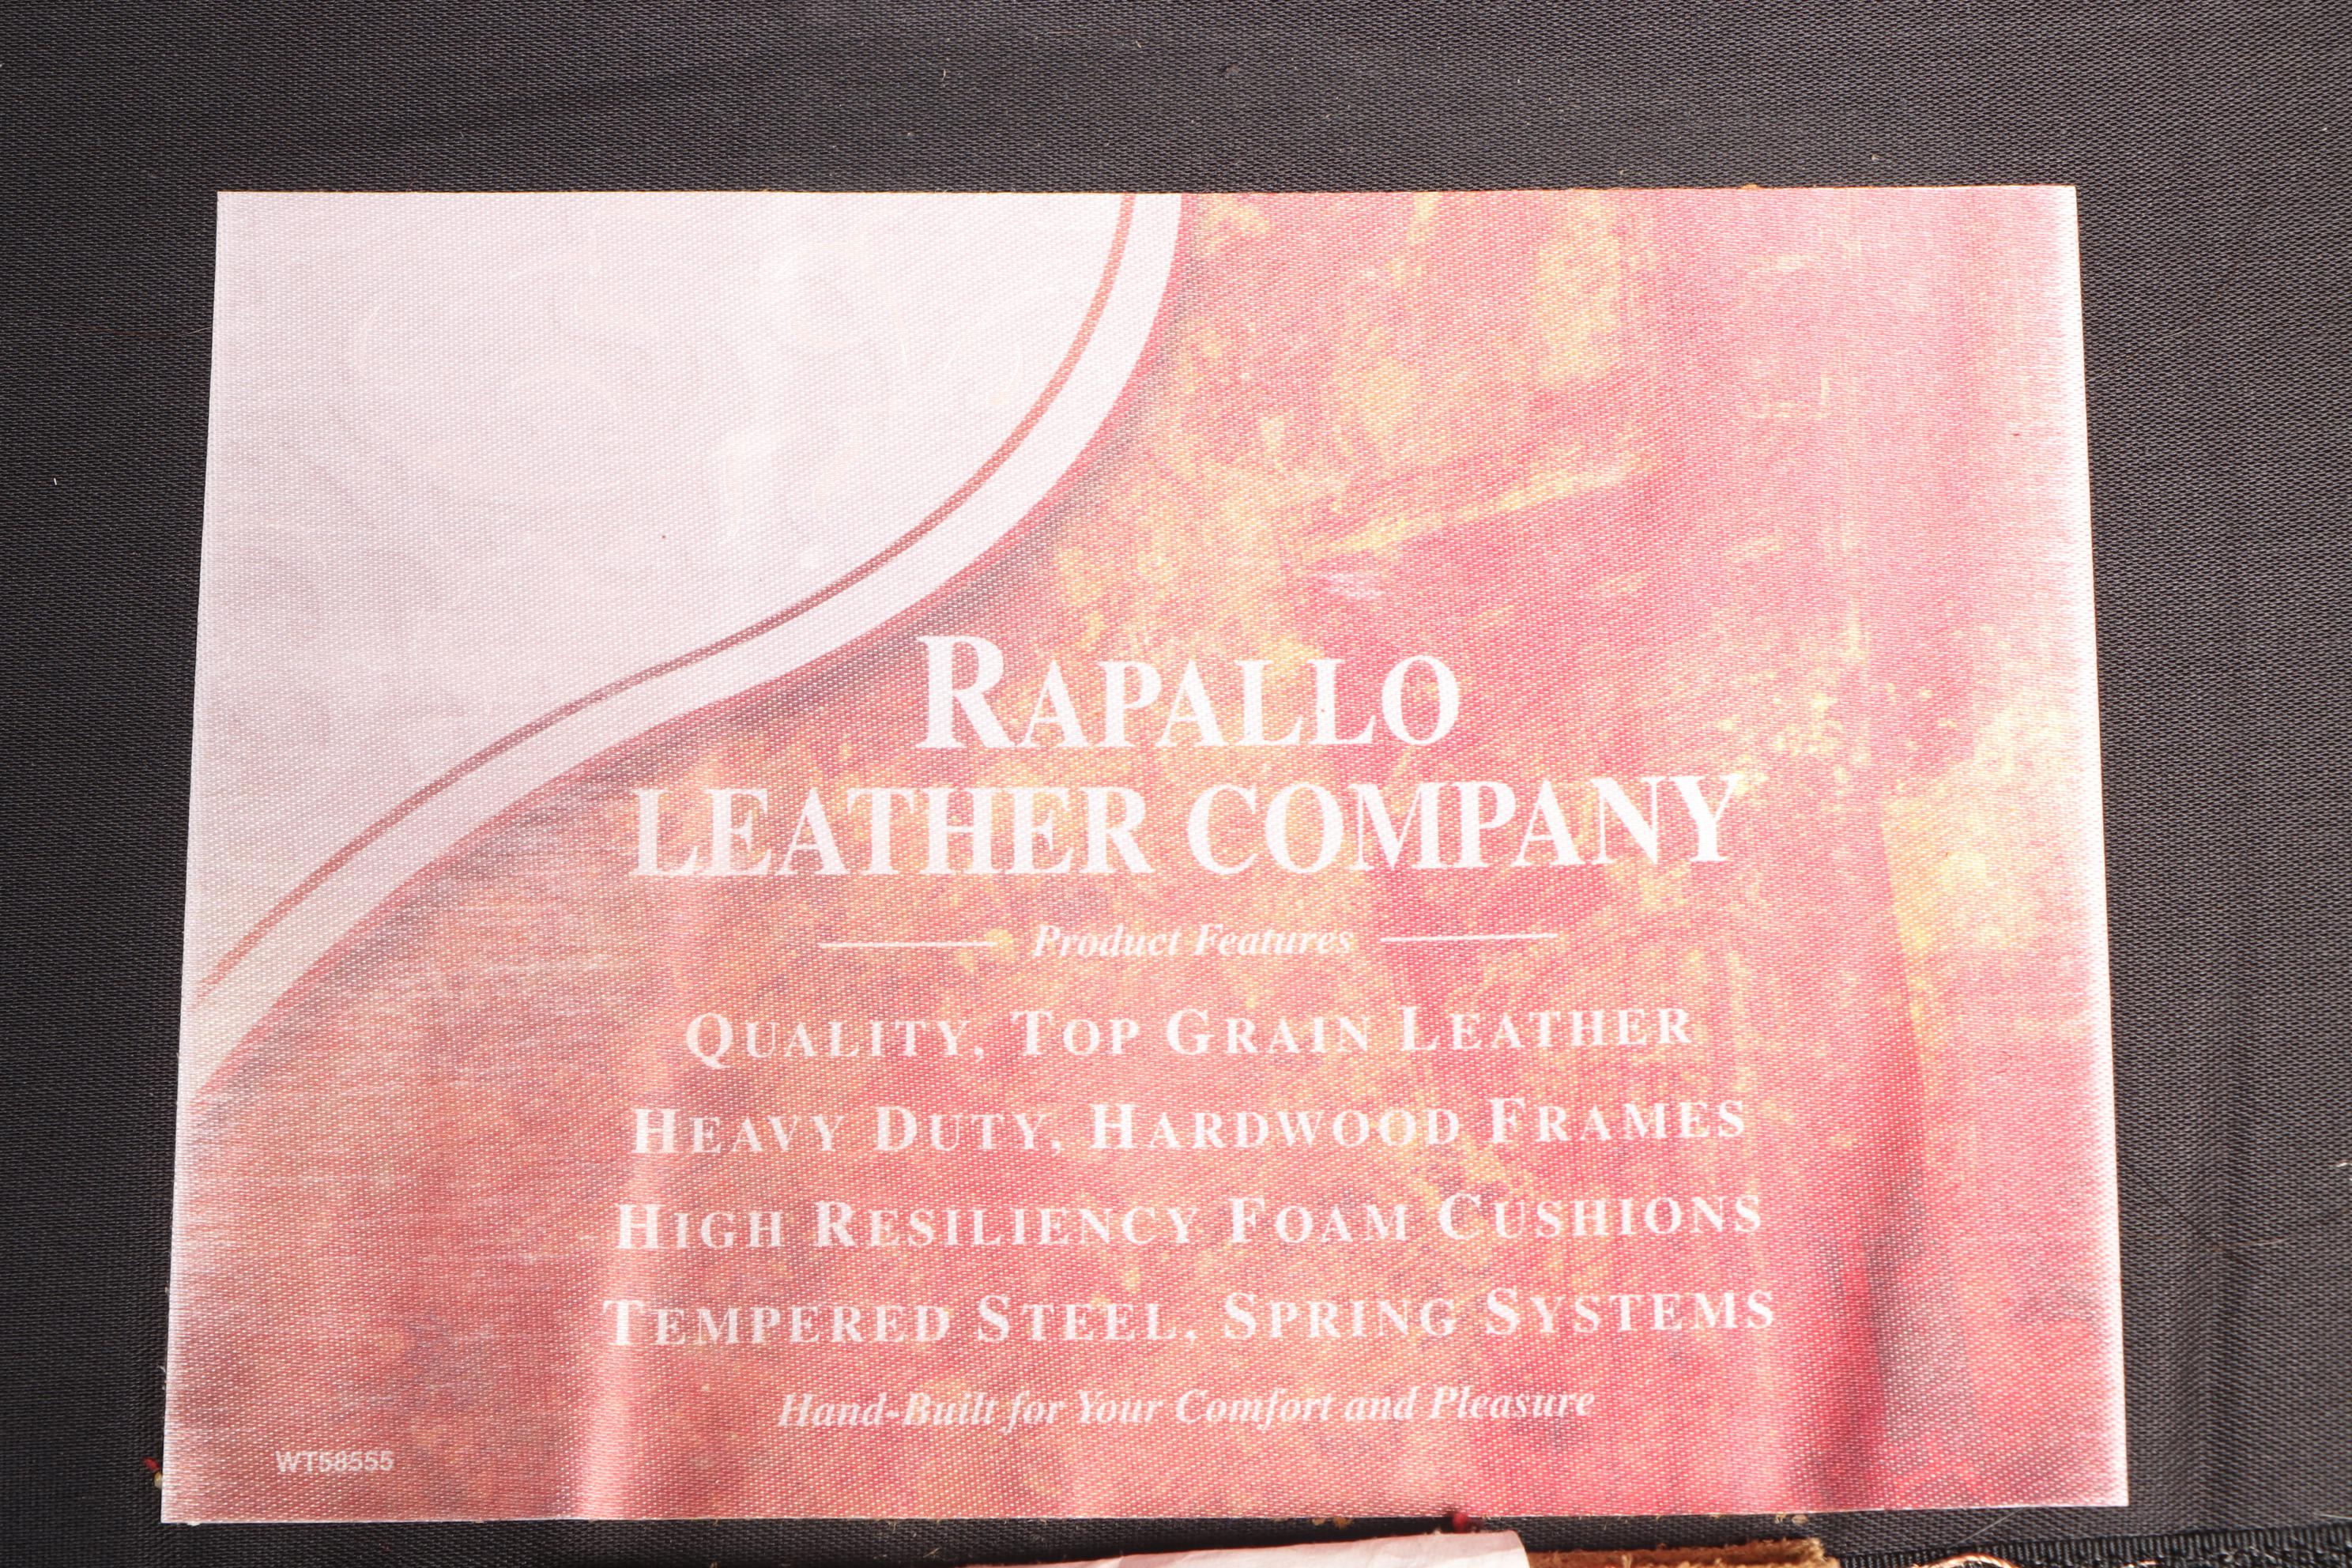 RAPALLO
LEATHER COMPANY
Product Features
QUALITY, TOP GRAIN LEATHER
HEAVY DUTY, HARDWOOD FRAMES
HIGH RESILIENCY FOAM CUSHIONS
TEMPERED STEEL, SPRING SYSTEMS
Hand-Built for Your Comfort and Pleasure
WT58555